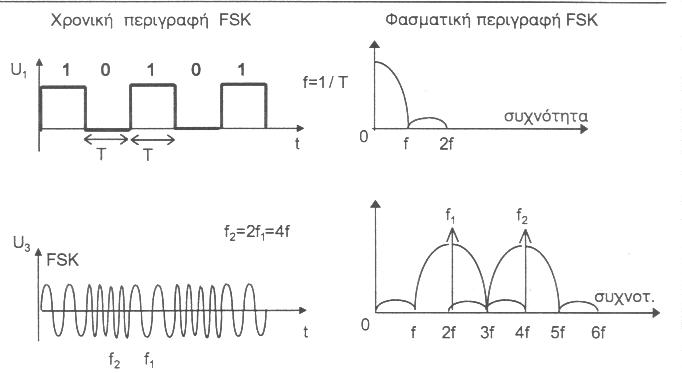 Χρονική περιγραφή FSK
Φασματική περιγραφή FSK
U1
1 0 1 0 1
T T
t
f=1/ T
0 f 2f
συχνότητα
U3
FSK
f2=2f1=4f
f2 f1
t
f1 f2
0 f 2f 3f 4f 5f 6f
συχνοτ.